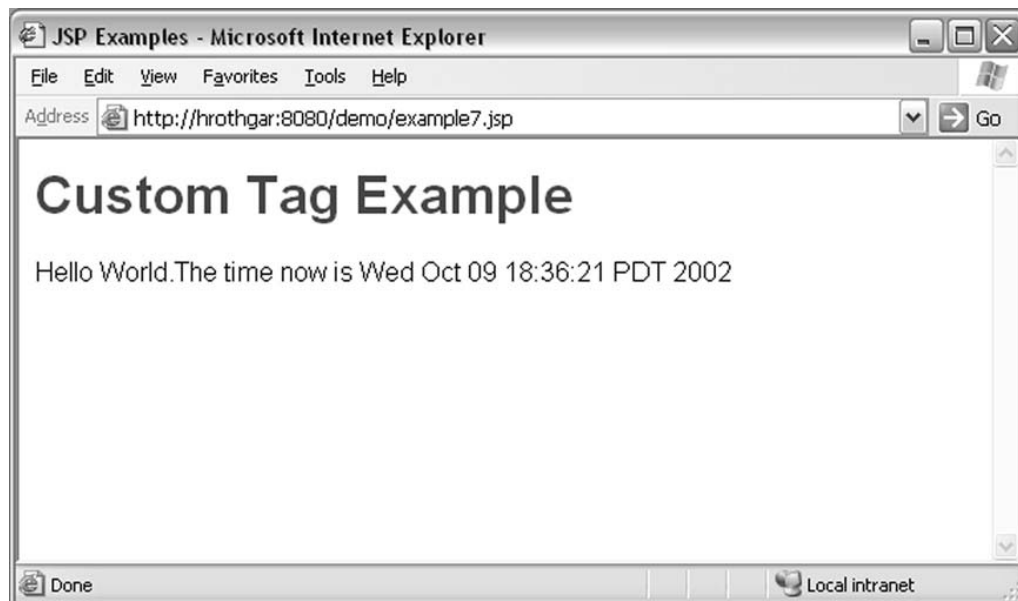 JSP Examples - Microsoft Internet Explorer
File Edit View Favorites Tools Help
Address http://hrothgar:8080/demo/example7.jsp Go
Custom Tag Example
Hello World.The time now is Wed Oct 09 18:36:21 PDT 2002
Done Local intranet